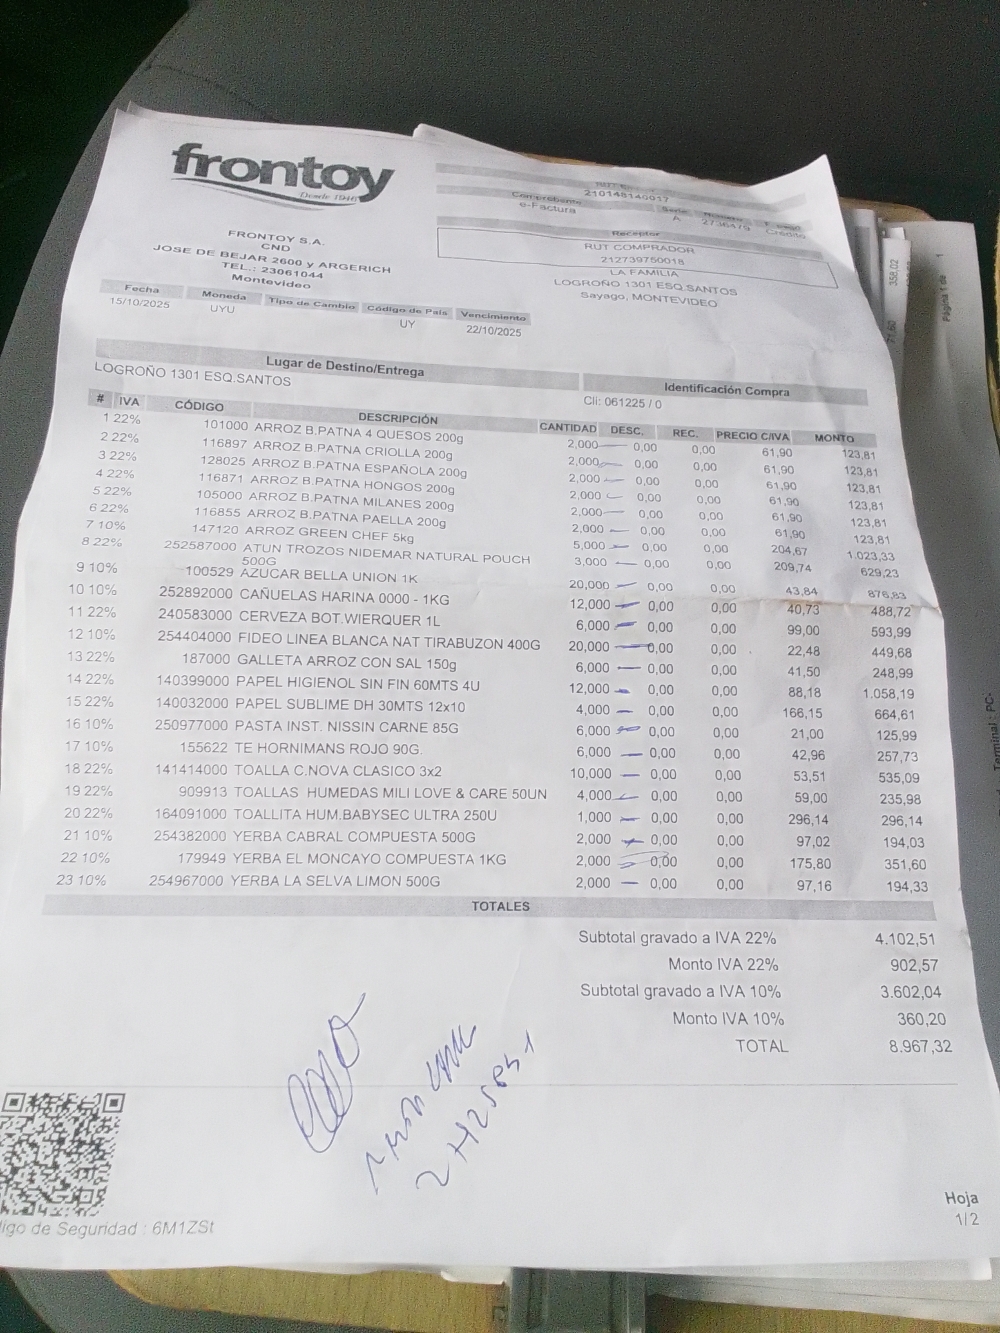 frontoy
Desde 1946
FRONTOY S.A.
CND
JOSE DE BEJAR 2600 y ARGERICH
TEL.: 23061044
Montevideo
210148140017
Comprobante Serie Número F. pago
e-Factura A 2736479 Crédito
Receptor
RUT COMPRADOR
212739750018
LA FAMILIA
LOGROÑO 1301 ESQ.SANTOS
Sayago, MONTEVIDEO
Fecha Moneda Tipo de Cambio Código de País Vencimiento
15/10/2025 UYU UY 22/10/2025
Lugar de Destino/Entrega Identificación Compra
LOGROÑO 1301 ESQ.SANTOS Cli: 061225 / 0
# IVA CÓDIGO DESCRIPCIÓN CANTIDAD DESC. REC. PRECIO C/IVA MONTO
1 22% 101000 ARROZ B.PATNA 4 QUESOS 200g 2,000 0,00 0,00 61,90 123,81
2 22% 116897 ARROZ B.PATNA CRIOLLA 200g 2,000 0,00 0,00 61,90 123,81
3 22% 128025 ARROZ B.PATNA ESPAÑOLA 200g 2,000 0,00 0,00 61,90 123,81
4 22% 116871 ARROZ B.PATNA HONGOS 200g 2,000 0,00 0,00 61,90 123,81
5 22% 105000 ARROZ B.PATNA MILANES 200g 2,000 0,00 0,00 61,90 123,81
6 22% 116855 ARROZ B.PATNA PAELLA 200g 2,000 0,00 0,00 61,90 123,81
7 10% 147120 ARROZ GREEN CHEF 5kg 5,000 0,00 0,00 204,67 1.023,33
8 22% 252587000 ATUN TROZOS NIDEMAR NATURAL POUCH 3,000 0,00 0,00 209,74 629,23
500G
9 10% 100529 AZUCAR BELLA UNION 1K 20,000 0,00 0,00 43,84 876,83
10 10% 252892000 CAÑUELAS HARINA 0000 - 1KG 12,000 0,00 0,00 40,73 488,72
11 22% 240583000 CERVEZA BOT.WIERQUER 1L 6,000 0,00 0,00 99,00 593,99
12 10% 254404000 FIDEO LINEA BLANCA NAT TIRABUZON 400G 20,000 0,00 0,00 22,48 449,68
13 22% 187000 GALLETA ARROZ CON SAL 150g 6,000 0,00 0,00 41,50 248,99
14 22% 140399000 PAPEL HIGIENOL SIN FIN 60MTS 4U 12,000 0,00 0,00 88,18 1.058,19
15 22% 140032000 PAPEL SUBLIME DH 30MTS 12x10 4,000 0,00 0,00 166,15 664,61
16 10% 250977000 PASTA INST. NISSIN CARNE 85G 6,000 0,00 0,00 21,00 125,99
17 10% 155622 TE HORNIMANS ROJO 90G. 6,000 0,00 0,00 42,96 257,73
18 22% 141414000 TOALLA C.NOVA CLASICO 3x2 10,000 0,00 0,00 53,51 535,09
19 22% 909913 TOALLAS HUMEDAS MILI LOVE & CARE 50UN 4,000 0,00 0,00 59,00 235,98
20 22% 164091000 TOALLITA HUM.BABYSEC ULTRA 250U 1,000 0,00 0,00 296,14 296,14
21 10% 254382000 YERBA CABRAL COMPUESTA 500G 2,000 0,00 0,00 97,02 194,03
22 10% 179949 YERBA EL MONCAYO COMPUESTA 1KG 2,000 0,00 0,00 175,80 351,60
23 10% 254967000 YERBA LA SELVA LIMON 500G 2,000 0,00 0,00 97,16 194,33
TOTALES
Subtotal gravado a IVA 22% 4.102,51
Monto IVA 22% 902,57
Subtotal gravado a IVA 10% 3.602,04
Monto IVA 10% 360,20
TOTAL 8.967,32
digo de Seguridad : 6M1ZSt
Hoja
1/2
358,02
Página 1 de 1
Terminal : PC-